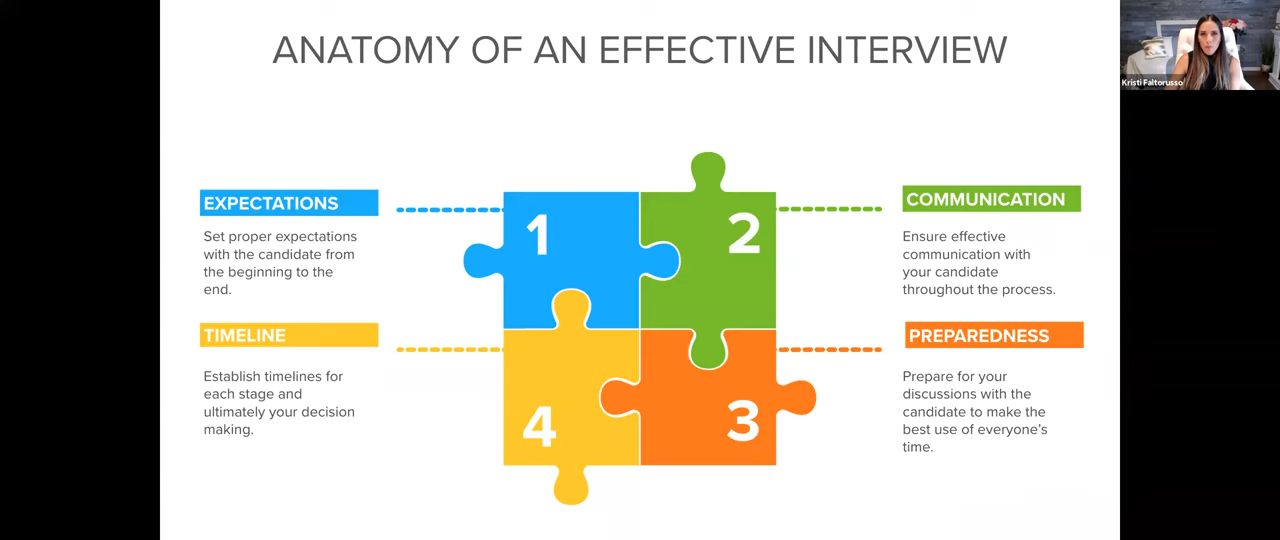 ANATOMY OF AN EFFECTIVE INTERVIEW
Kristi Faltorusso
EXPECTATIONS
Set proper expectations
with the candidate from
the beginning to the
end.
1
2
COMMUNICATION
Ensure effective
communication with
your candidate
throughout the process.
TIMELINE
Establish timelines for
each stage and
ultimately your decision
making.
4
3
PREPAREDNESS
Prepare for your
discussions with the
candidate to make the
best use of everyone's
time.